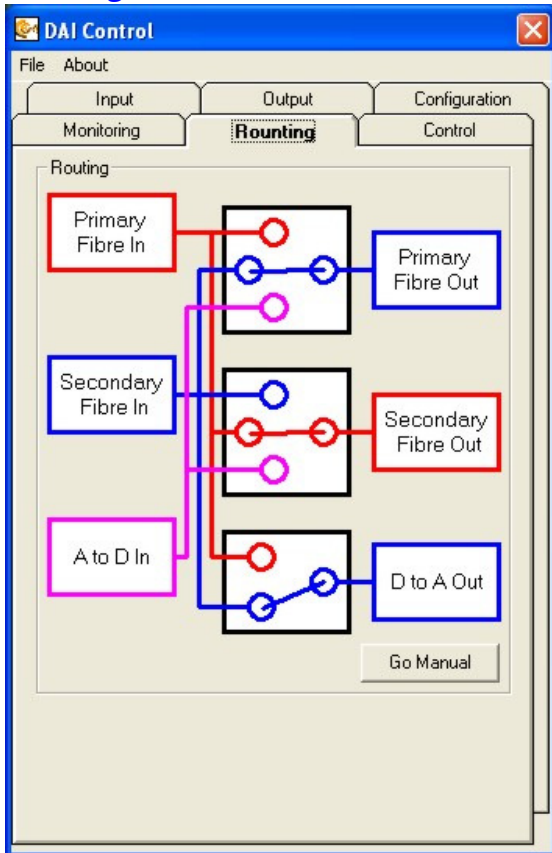 DAI Control
File About
Input Output Configuration
Monitoring Rounting Control
Routing
Primary
Fibre In
Primary
Fibre Out
Secondary
Fibre In
Secondary
Fibre Out
A to D In
D to A Out
Go Manual